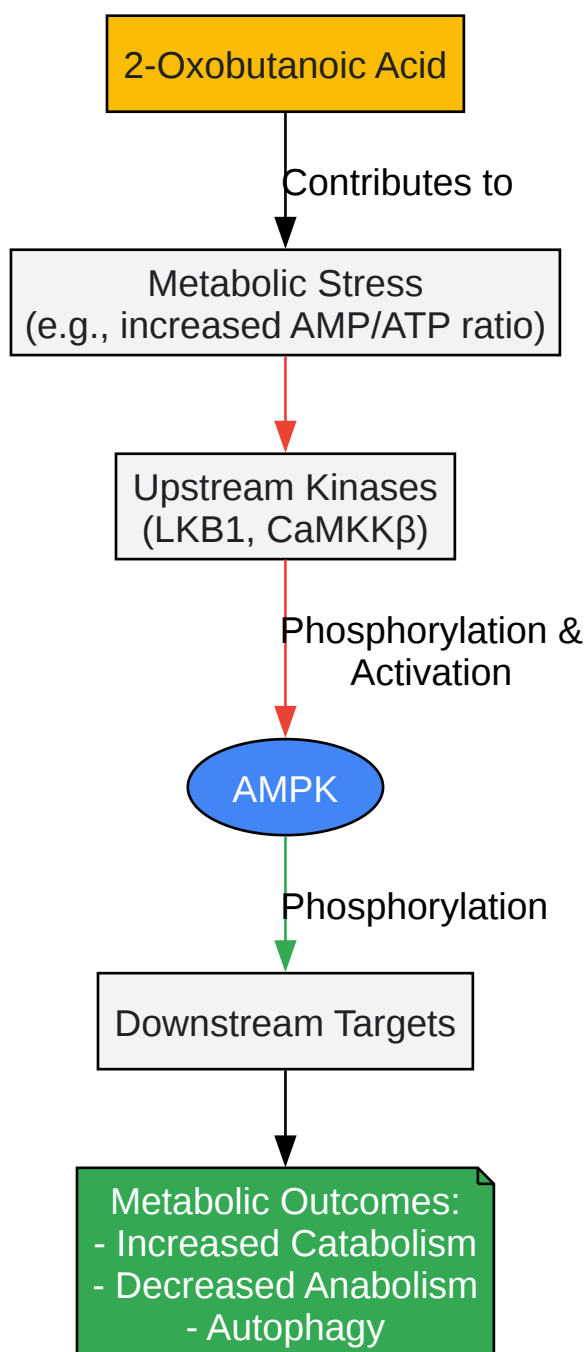 2-Oxobutanoic Acid
Contributes to
Metabolic Stress
(e.g., increased AMP/ATP ratio)
Upstream Kinases
(LKB1, CaMKKβ)
Phosphorylation &
Activation
AMPK
Phosphorylation
Downstream Targets
Metabolic Outcomes:
- Increased Catabolism
- Decreased Anabolism
- Autophagy